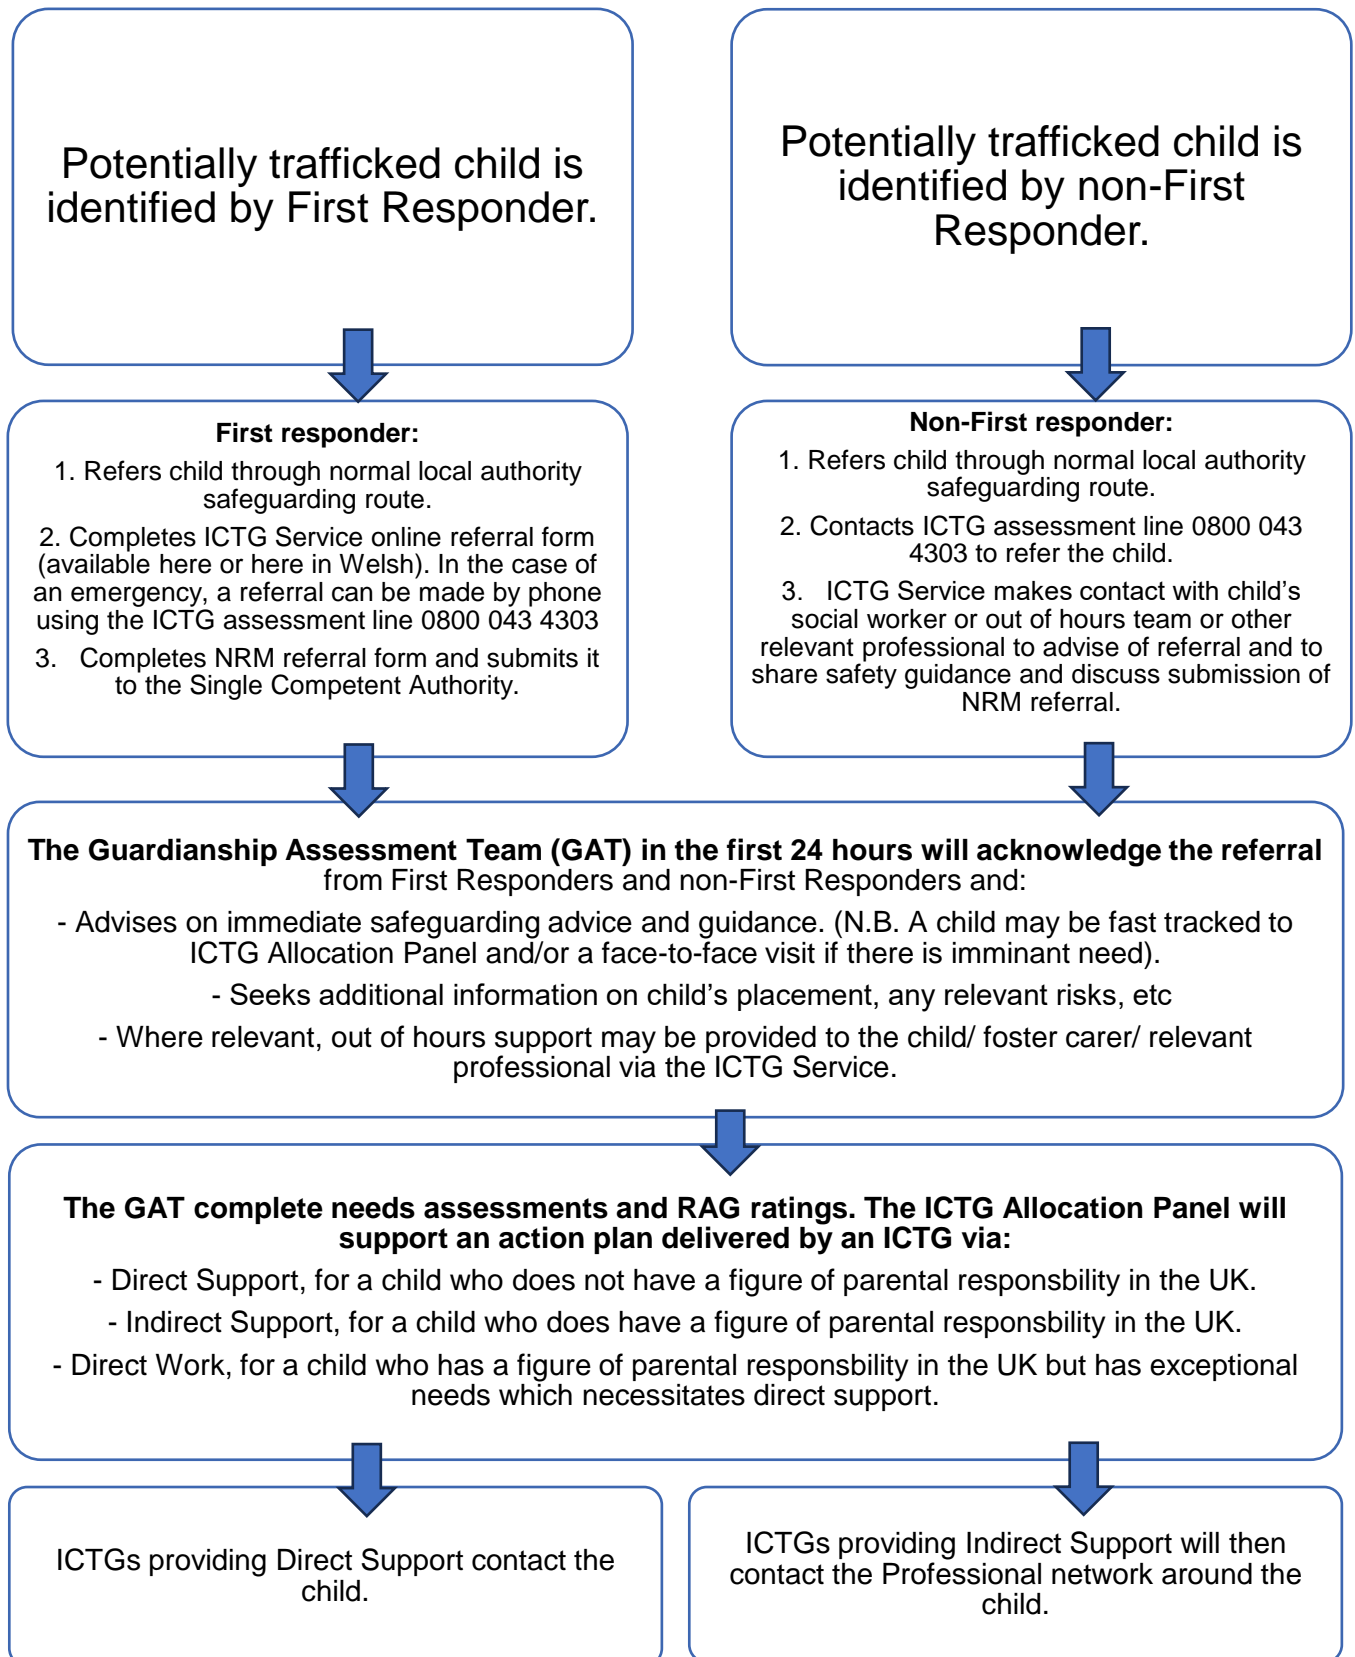 Potentially trafficked child is
identified by First Responder.
Potentially trafficked child is
identified by non-First
Responder.
First responder:
1. Refers child through normal local authority
safeguarding route.
2. Completes ICTG Service online referral form
(available here or here in Welsh). In the case of
an emergency, a referral can be made by phone
using the ICTG assessment line 0800 043 4303
3. Completes NRM referral form and submits it
to the Single Competent Authority.
Non-First responder:
1. Refers child through normal local authority
safeguarding route.
2. Contacts ICTG assessment line 0800 043
4303 to refer the child.
3. ICTG Service makes contact with child's
social worker or out of hours team or other
relevant professional to advise of referral and to
share safety guidance and discuss submission of
NRM referral.
The Guardianship Assessment Team (GAT) in the first 24 hours will acknowledge the referral
from First Responders and non-First Responders and:
- Advises on immediate safeguarding advice and guidance. (N.B. A child may be fast tracked to
ICTG Allocation Panel and/or a face-to-face visit if there is imminant need).
- Seeks additional information on child's placement, any relevant risks, etc
- Where relevant, out of hours support may be provided to the child/ foster carer/ relevant
professional via the ICTG Service.
The GAT complete needs assessments and RAG ratings. The ICTG Allocation Panel will
support an action plan delivered by an ICTG via:
- Direct Support, for a child who does not have a figure of parental responsbility in the UK.
- Indirect Support, for a child who does have a figure of parental responsbility in the UK.
- Direct Work, for a child who has a figure of parental responsbility in the UK but has exceptional
needs which necessitates direct support.
ICTGs providing Direct Support contact the
child.
ICTGs providing Indirect Support will then
contact the Professional network around the
child.